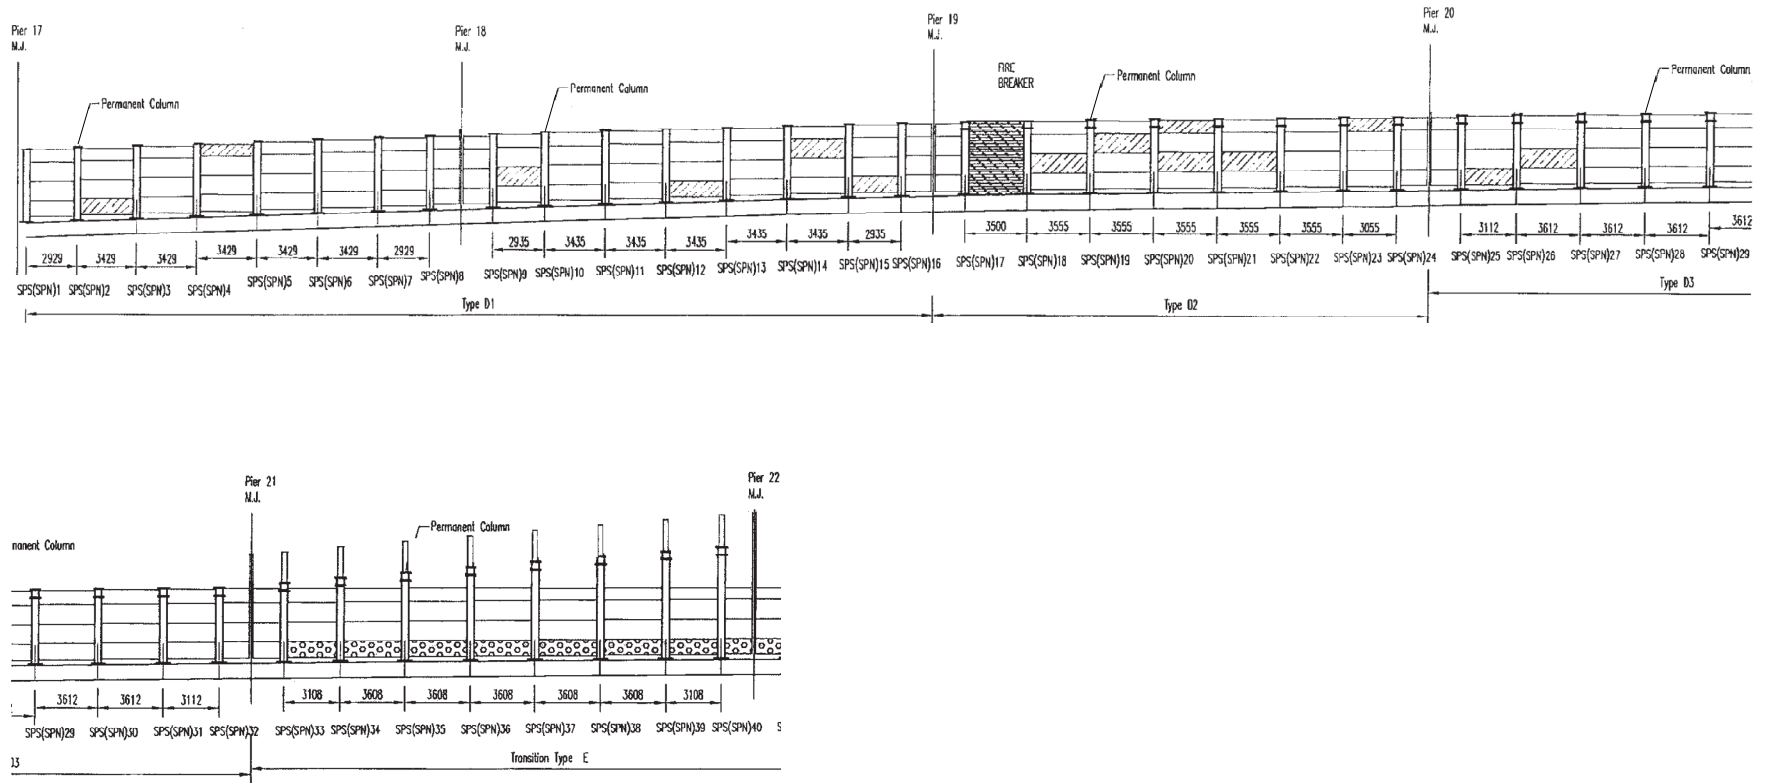 Pier 17
M.J.
Pier 18
M.J.
Pier 19
M.J.
Pier 20
M.J.
FIRE
BREAKER
Permanent Column
Permanent Column
Permanent Column
Permanent Column
2929 3429 3429 3429 3429 3429 2929 2935 3435 3435 3435 3435 3435 2935 3500 3555 3555 3555 3555 3555 3055 3112 3612 3612 3612 3612
SPS(SPN)1 SPS(SPN)2 SPS(SPN)3 SPS(SPN)4 SPS(SPN)5 SPS(SPN)6 SPS(SPN)7 SPS(SPN)8 SPS(SPN)9 SPS(SPN)10 SPS(SPN)11 SPS(SPN)12 SPS(SPN)13 SPS(SPN)14 SPS(SPN)15 SPS(SPN)16 SPS(SPN)17 SPS(SPN)18 SPS(SPN)19 SPS(SPN)20 SPS(SPN)21 SPS(SPN)22 SPS(SPN)23 SPS(SPN)24 SPS(SPN)25 SPS(SPN)26 SPS(SPN)27 SPS(SPN)28 SPS(SPN)29
Type D1 Type D2 Type D3
Pier 21
M.J.
Pier 22
M.J.
nanent Column
Permanent Column
3612 3612 3112 3108 3608 3608 3608 3608 3608 3108
SPS(SPN)29 SPS(SPN)30 SPS(SPN)31 SPS(SPN)32 SPS(SPN)33 SPS(SPN)34 SPS(SPN)35 SPS(SPN)36 SPS(SPN)37 SPS(SPN)38 SPS(SPN)39 SPS(SPN)40 S
D3 Transition Type E